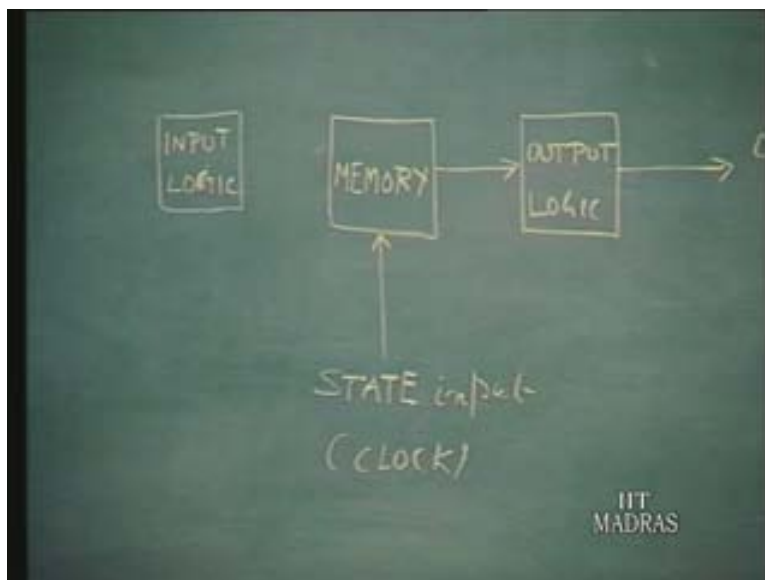 INPUT
LOGIC
MEMORY
OUTPUT
LOGIC
STATE input
(CLOCK)
IIT
MADRAS